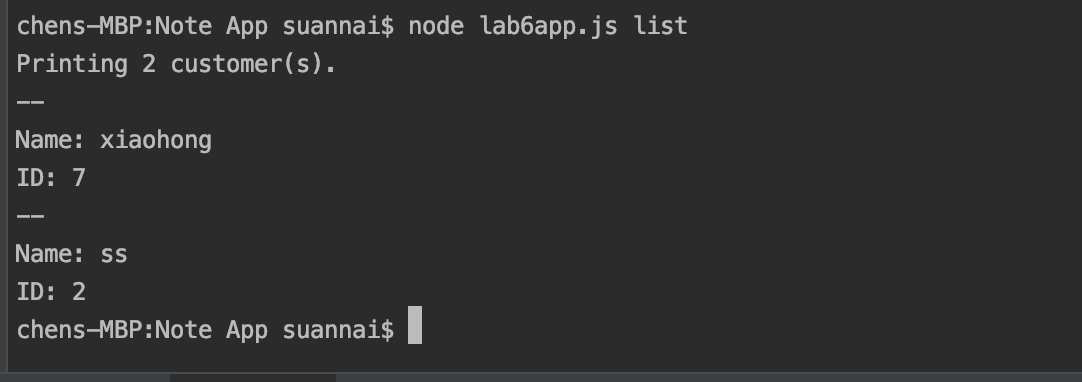 chens-MBP:Note App suannai$ node lab6app.js list
Printing 2 customer(s).
--
Name: xiaohong
ID: 7
--
Name: ss
ID: 2
chens-MBP:Note App suannai$